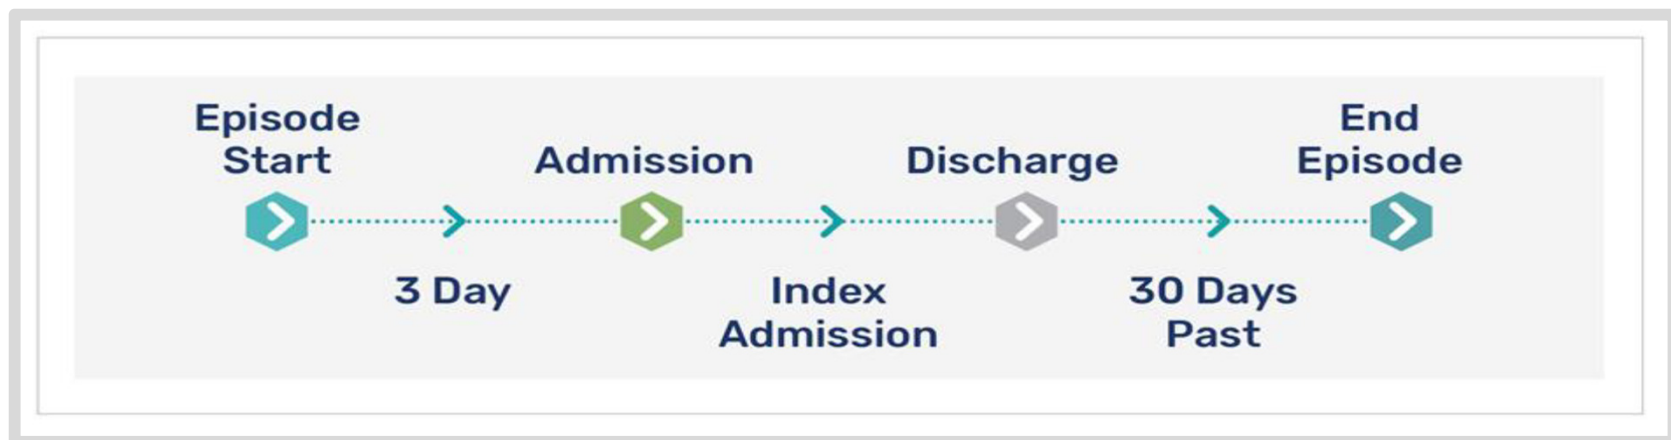 Episode
Start
Admission
Discharge
End
Episode
3 Day
Index
Admission
30 Days
Past